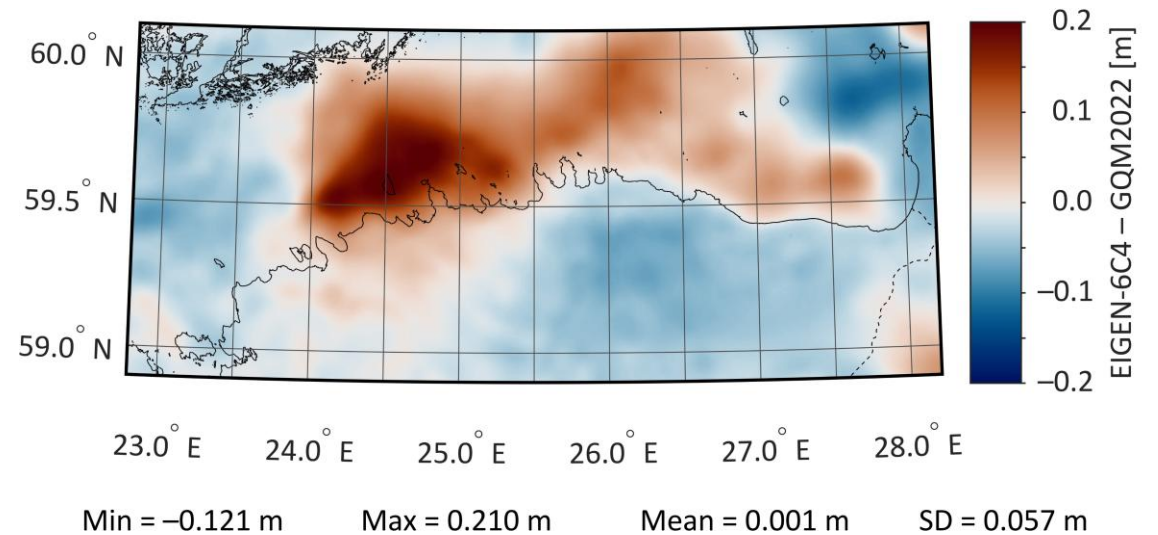 60.0° N
59.5° N
59.0° N
23.0° E 24.0° E 25.0° E 26.0° E 27.0° E 28.0° E
0.2
0.1
0.0
–0.1
–0.2
EIGEN-6C4 – GQM2022 [m]
Min = –0.121 m Max = 0.210 m Mean = 0.001 m SD = 0.057 m